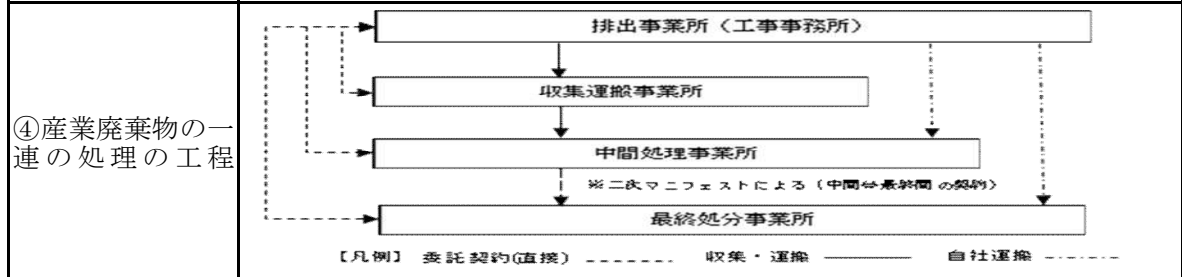 ④産業廃棄物の一
連の処理の工程
排出事業所（工事事務所）
収集運搬事業所
中間処理事業所
※二次マニフェストによる（中間⇔最終間の契約）
最終処分事業所
【凡例】 委託契約(直接) 収集・運搬 自社運搬